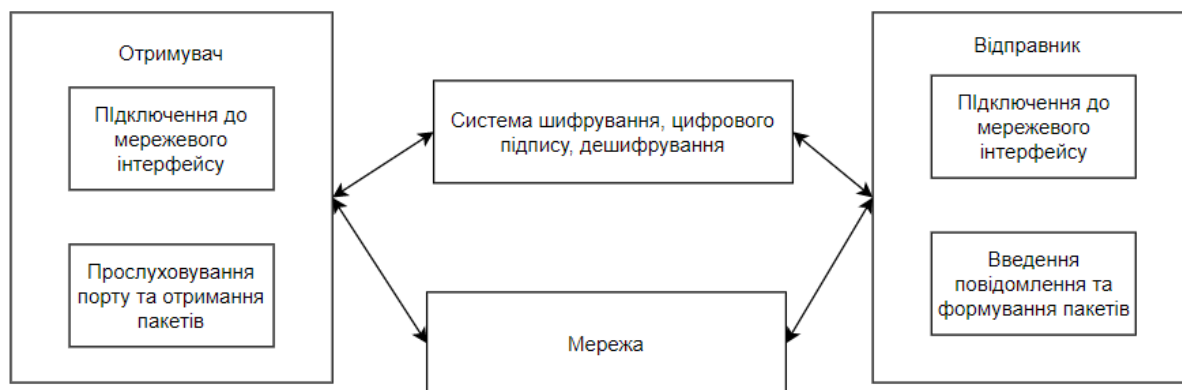 Отримувач
Підключення до
мережевого
інтерфейсу
Прослуховування
порту та отримання
пакетів
Система шифрування, цифрового
підпису, дешифрування
Мережа
Відправник
Підключення до
мережевого
інтерфейсу
Введення
повідомлення та
формування пакетів